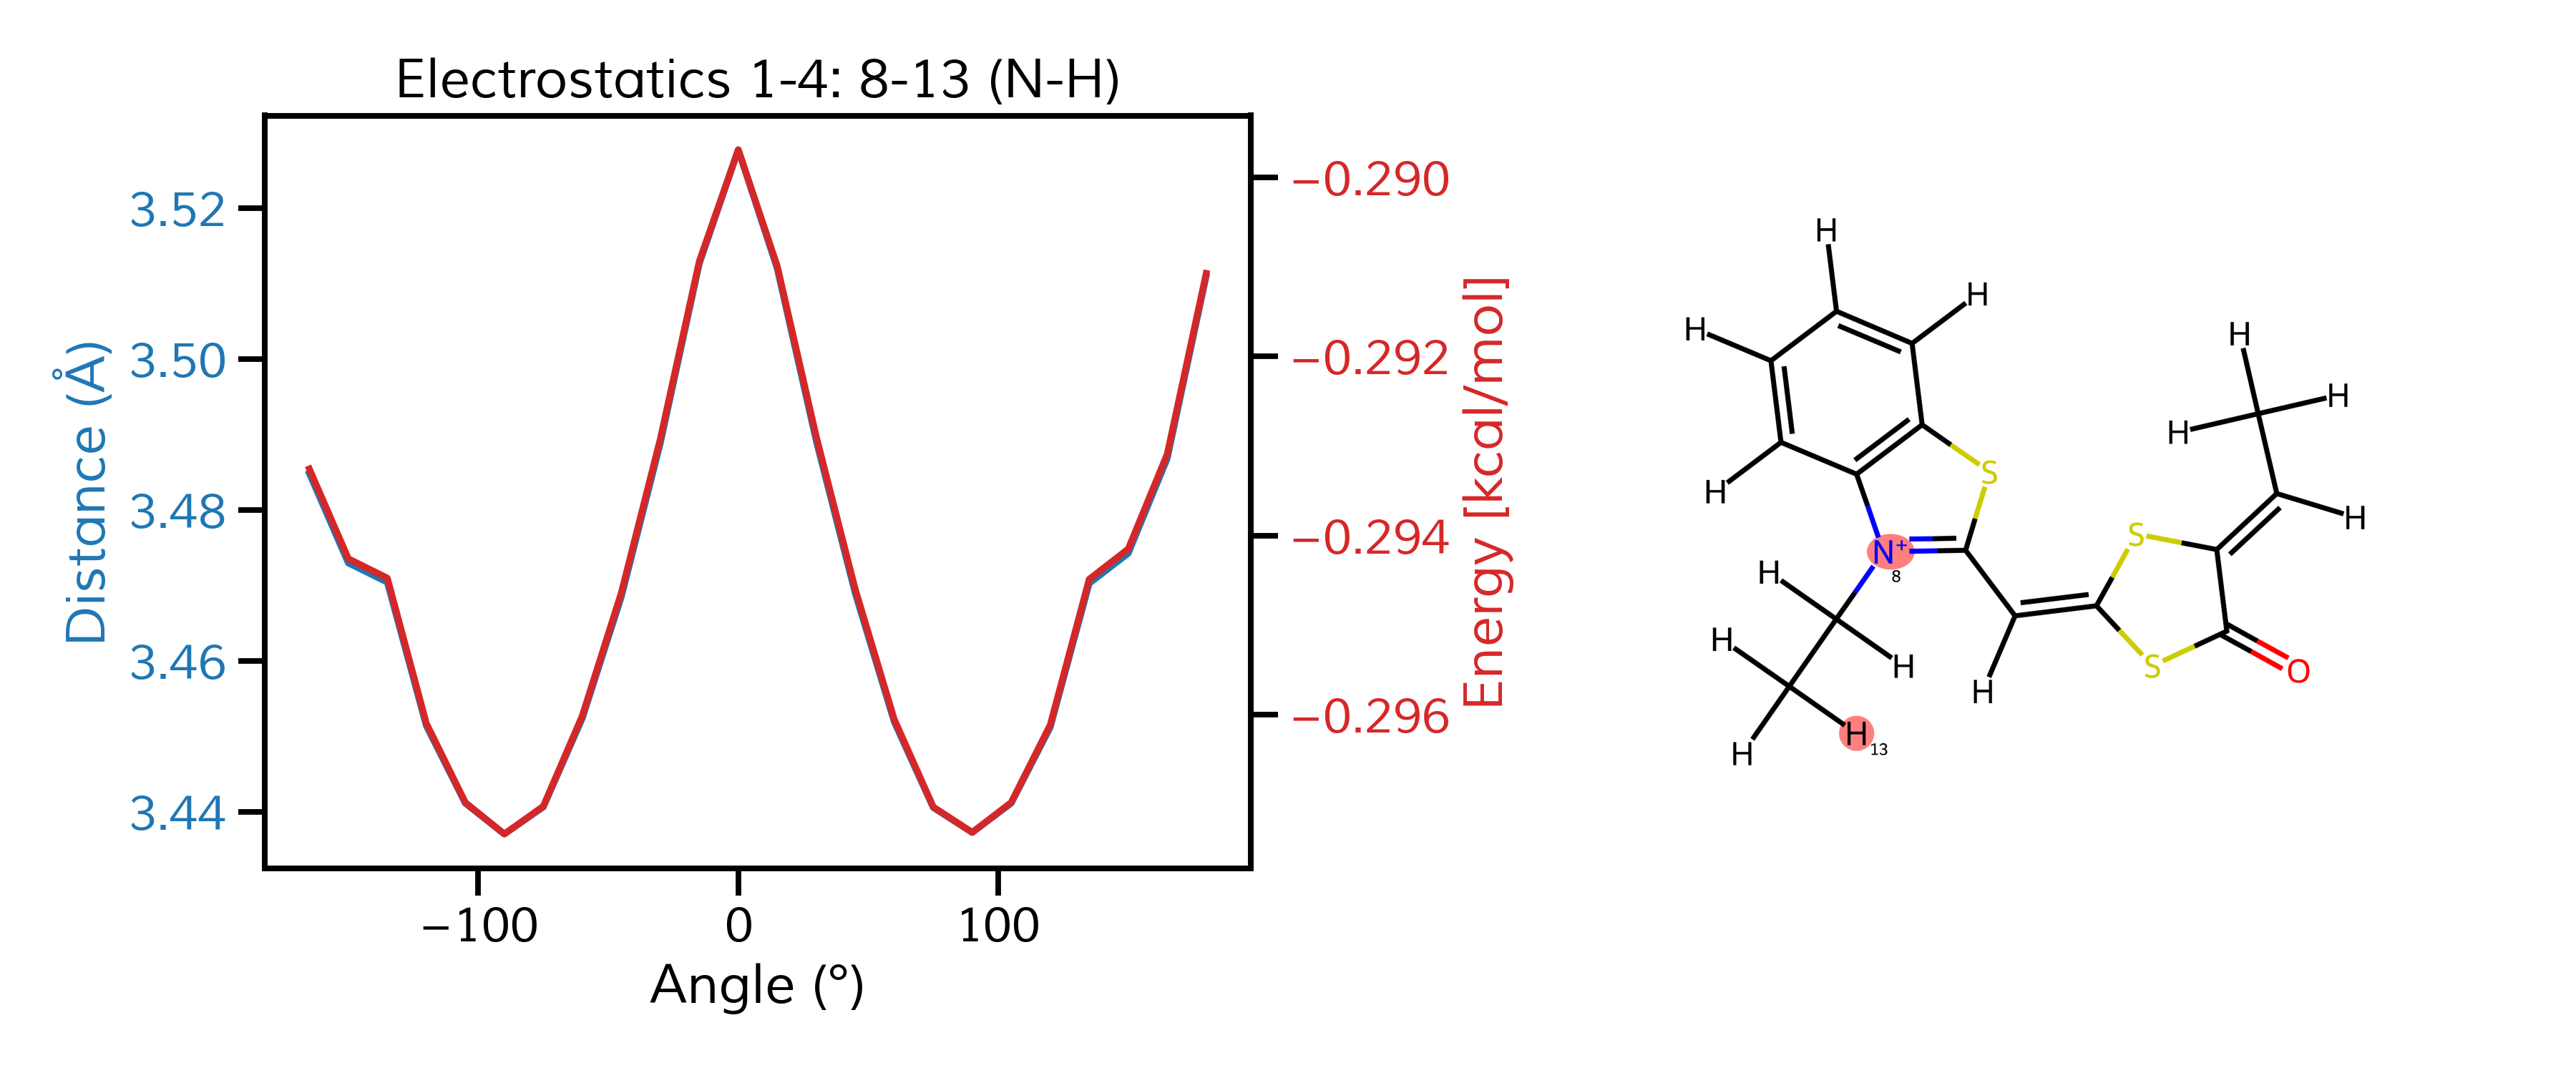 Electrostatics 1-4: 8-13 (N-H)
Distance (Å)
3.52
3.50
3.48
3.46
3.44
−0.290
−0.292
−0.294
−0.296
Energy [kcal/mol]
−100 0 100
Angle (°)
H
H
H
H
H
H
H
S
H
S
N+
8
H
H
H
S
O
H
H
H
13
H